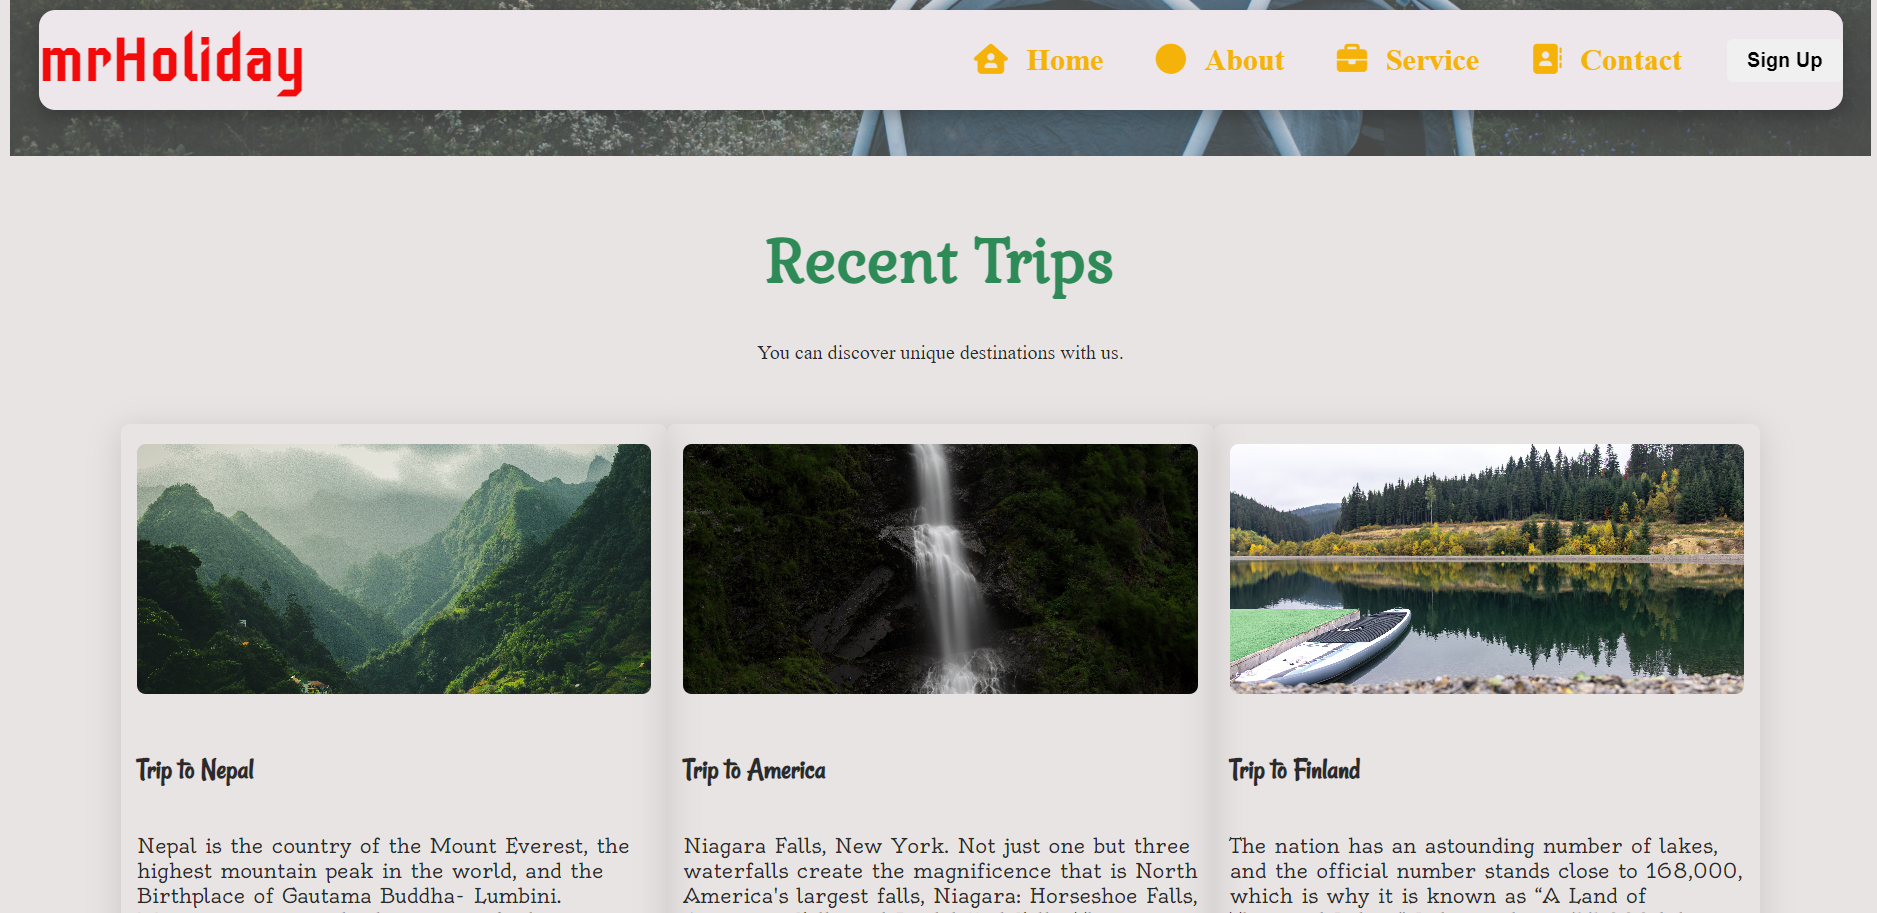 mrHoliday
Home
About
Service
Contact
Sign Up
Recent Trips
You can discover unique destinations with us.
Trip to Nepal
Nepal is the country of the Mount Everest, the
highest mountain peak in the world, and the
Birthplace of Gautama Buddha- Lumbini.
Trip to America
Niagara Falls, New York. Not just one but three
waterfalls create the magnificence that is North
America's largest falls, Niagara: Horseshoe Falls,
Trip to Finland
The nation has an astounding number of lakes,
and the official number stands close to 168,000,
which is why it is known as “A Land of